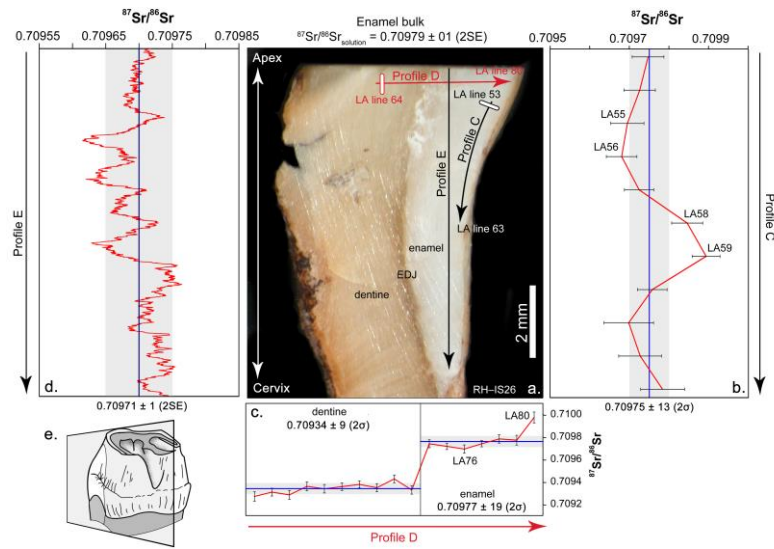 ⁸⁷Sr/⁸⁶Sr
0.70955 0.70965 0.70975 0.70985
Profile E
d.
0.70971 ± 1 (2SE)
Enamel bulk
⁸⁷Sr/⁸⁶Sr solution = 0.70979 ± 01 (2SE)
Apex
Profile D
LA line 80
LA line 64
LA line 53
Profile C
Profile E
LA line 63
enamel
EDJ
dentine
2 mm
Cervix
RH–IS26
a.
⁸⁷Sr/⁸⁶Sr
0.7095 0.7097 0.7099
LA55
LA56
LA58
LA59
Profile C
b.
0.70975 ± 13 (2σ)
c.
dentine
0.70934 ± 9 (2σ)
LA80
LA76
enamel
0.70977 ± 19 (2σ)
0.7100
0.7098
0.7096
0.7094
0.7092
⁸⁷Sr/⁸⁶Sr
Profile D
e.